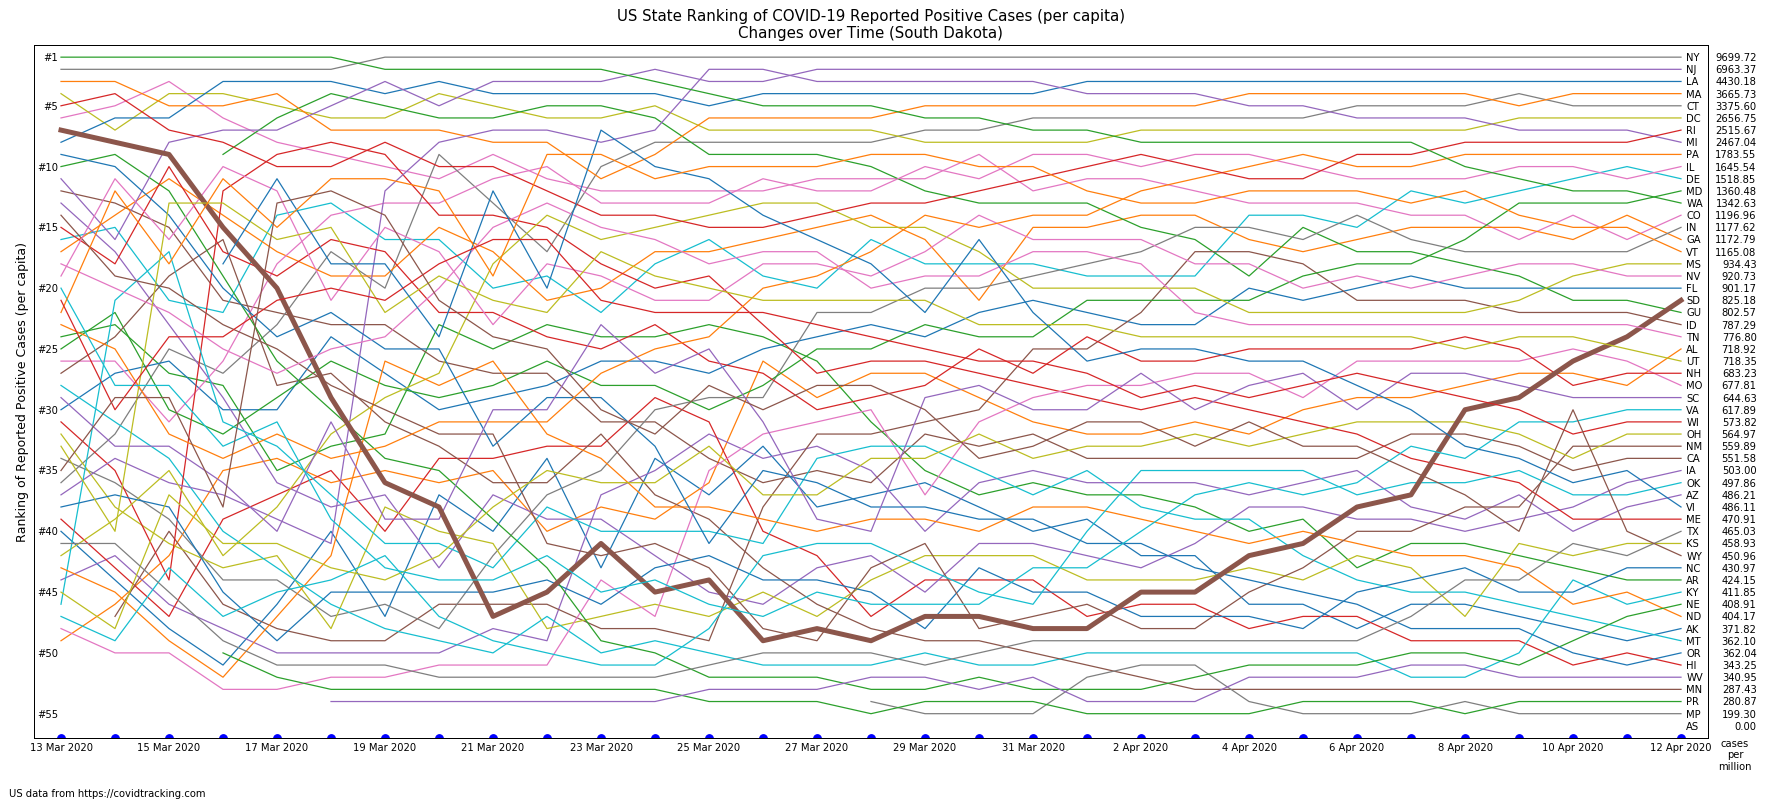 US State Ranking of COVID-19 Reported Positive Cases (per capita)
Changes over Time (South Dakota)
Ranking of Reported Positive Cases (per capita)
#1
#5
#10
#15
#20
#25
#30
#35
#40
#45
#50
#55
NY 9699.72
NJ 6963.37
LA 4430.18
MA 3665.73
CT 3375.60
DC 2656.75
RI 2515.67
MI 2467.04
PA 1783.55
IL 1645.54
DE 1518.85
MD 1360.48
WA 1342.63
CO 1196.96
IN 1177.62
GA 1172.79
VT 1165.08
MS 934.43
NV 920.73
FL 901.17
SD 825.18
GU 802.57
ID 787.29
TN 776.80
AL 718.92
UT 718.35
NH 683.23
MO 677.81
SC 644.63
VA 617.89
WI 573.82
OH 564.97
NM 559.89
CA 551.58
IA 503.00
OK 497.86
AZ 486.21
VI 486.11
ME 470.91
TX 465.03
KS 458.93
WY 450.96
NC 430.97
AR 424.15
KY 411.85
NE 408.91
ND 404.17
AK 371.82
MT 362.10
OR 362.04
HI 343.25
WV 340.95
MN 287.43
PR 280.87
MP 199.30
AS 0.00
13 Mar 2020 15 Mar 2020 17 Mar 2020 19 Mar 2020 21 Mar 2020 23 Mar 2020 25 Mar 2020 27 Mar 2020 29 Mar 2020 31 Mar 2020 2 Apr 2020 4 Apr 2020 6 Apr 2020 8 Apr 2020 10 Apr 2020 12 Apr 2020
cases
per
million
US data from https://covidtracking.com